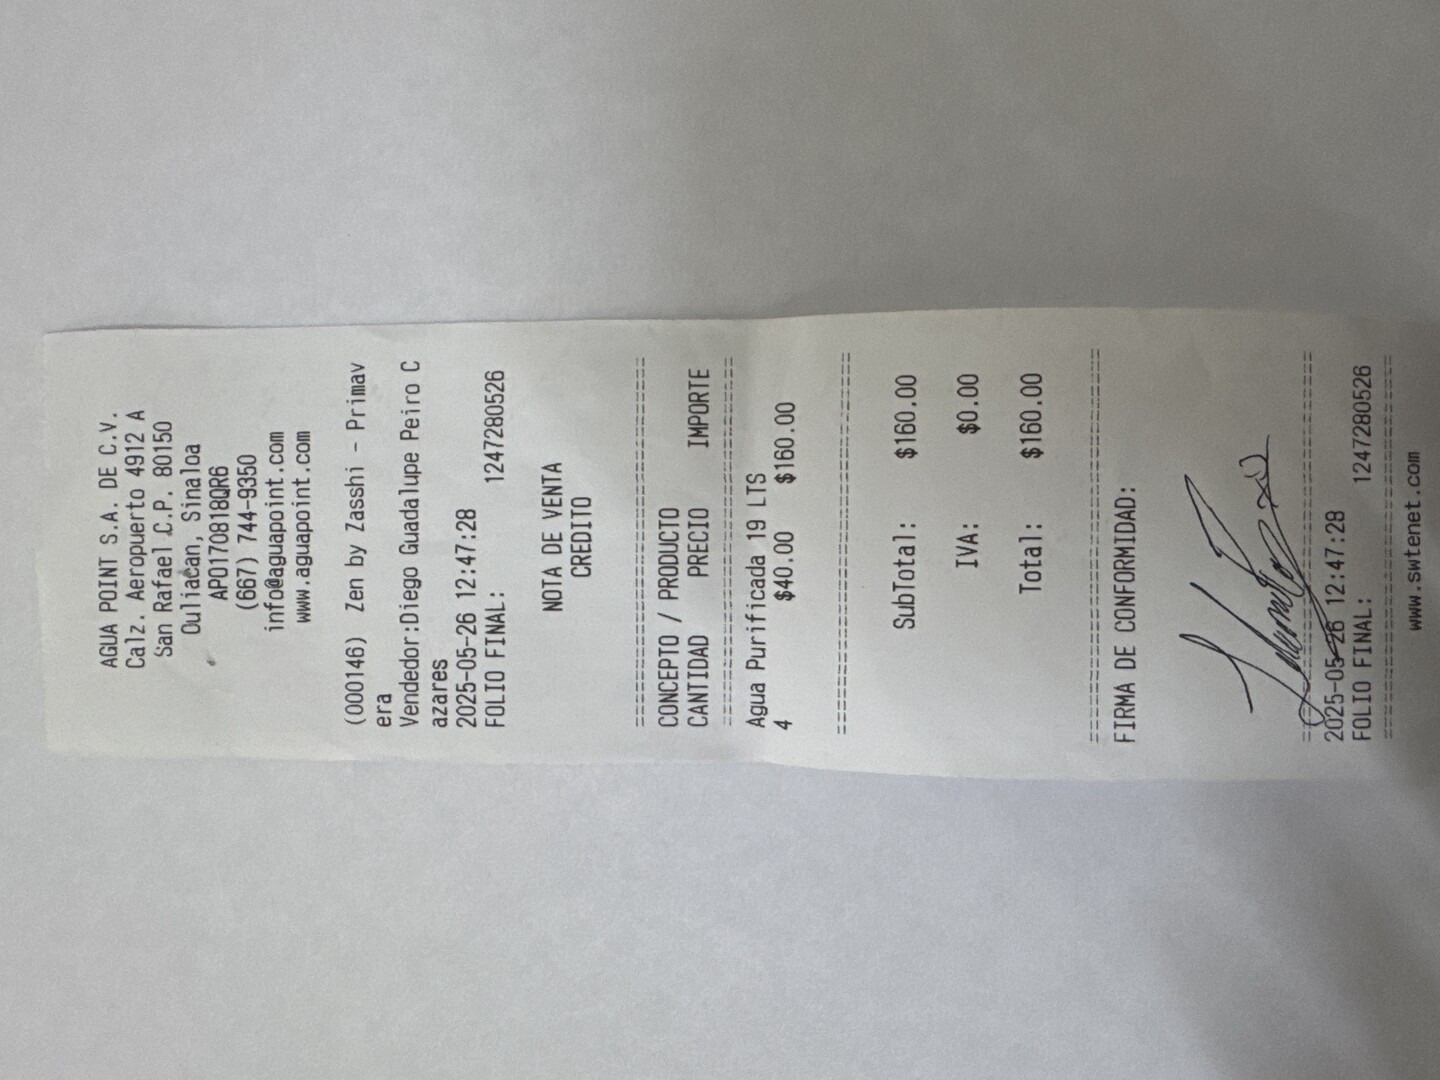 AGUA POINT S.A. DE C.V.
Calz. Aeropuerto 4912 A
San Rafael C.P. 80150
Culiacan, Sinaloa
APO170818QR6
(667) 744-9350
info@aguapoint.com
www.aguapoint.com
(000146) Zen by Zasshi - Primav
era
Vendedor:Diego Guadalupe Peiro C
azares
2025-05-26 12:47:28
FOLIO FINAL: 1247280526
NOTA DE VENTA
CREDITO
================================
CONCEPTO / PRODUCTO
CANTIDAD PRECIO IMPORTE
================================
Agua Purificada 19 LTS
4 $40.00 $160.00
================================
SubTotal: $160.00
IVA: $0.00
Total: $160.00
================================
FIRMA DE CONFORMIDAD:
================================
2025-05-26 12:47:28
FOLIO FINAL: 1247280526
================================
www.swtenet.com